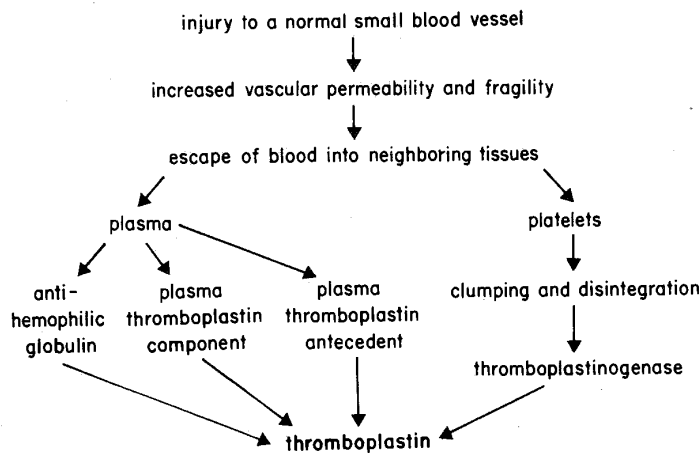 injury to a normal small blood vessel
increased vascular permeability and fragility
escape of blood into neighboring tissues
plasma
platelets
anti-
hemophilic
globulin
plasma
thromboplastin
component
plasma
thromboplastin
antecedent
clumping and disintegration
thromboplastinogenase
thromboplastin